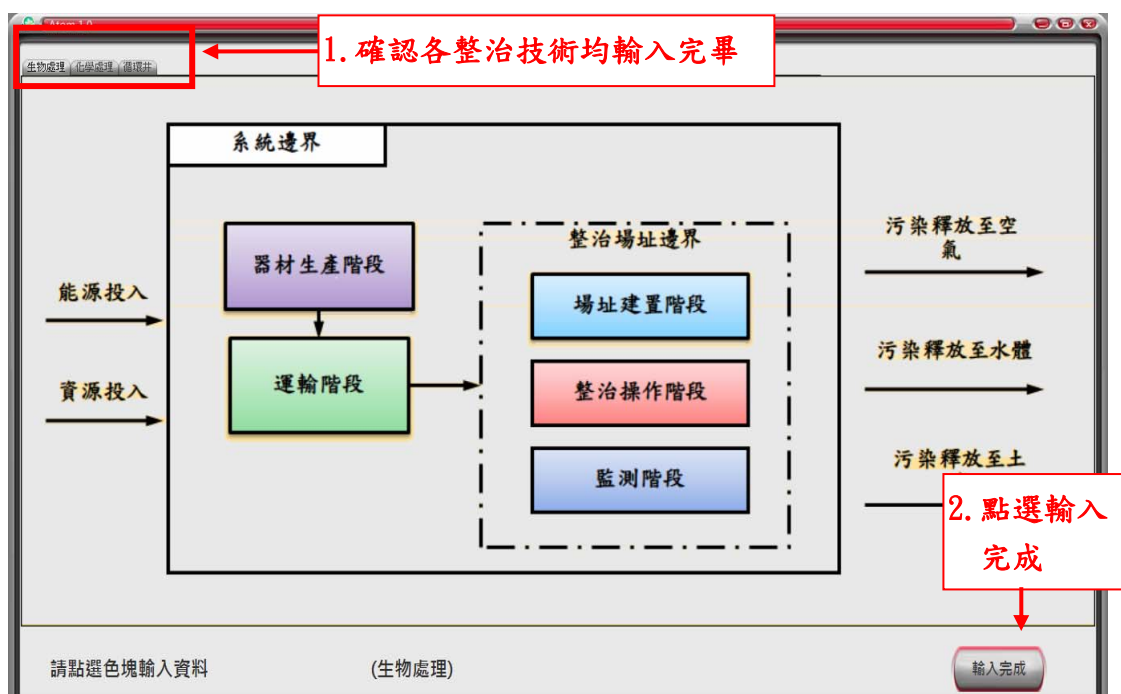 Atom 1.0
1.確認各整治技術均輸入完畢
生物處理 化學處理 循環井
系統邊界
器材生產階段
整治場址邊界
污染釋放至空
氣
能源投入
場址建置階段
運輸階段
污染釋放至水體
資源投入
整治操作階段
監測階段
污染釋放至土
2.點選輸入
完成
請點選色塊輸入資料
(生物處理)
輸入完成